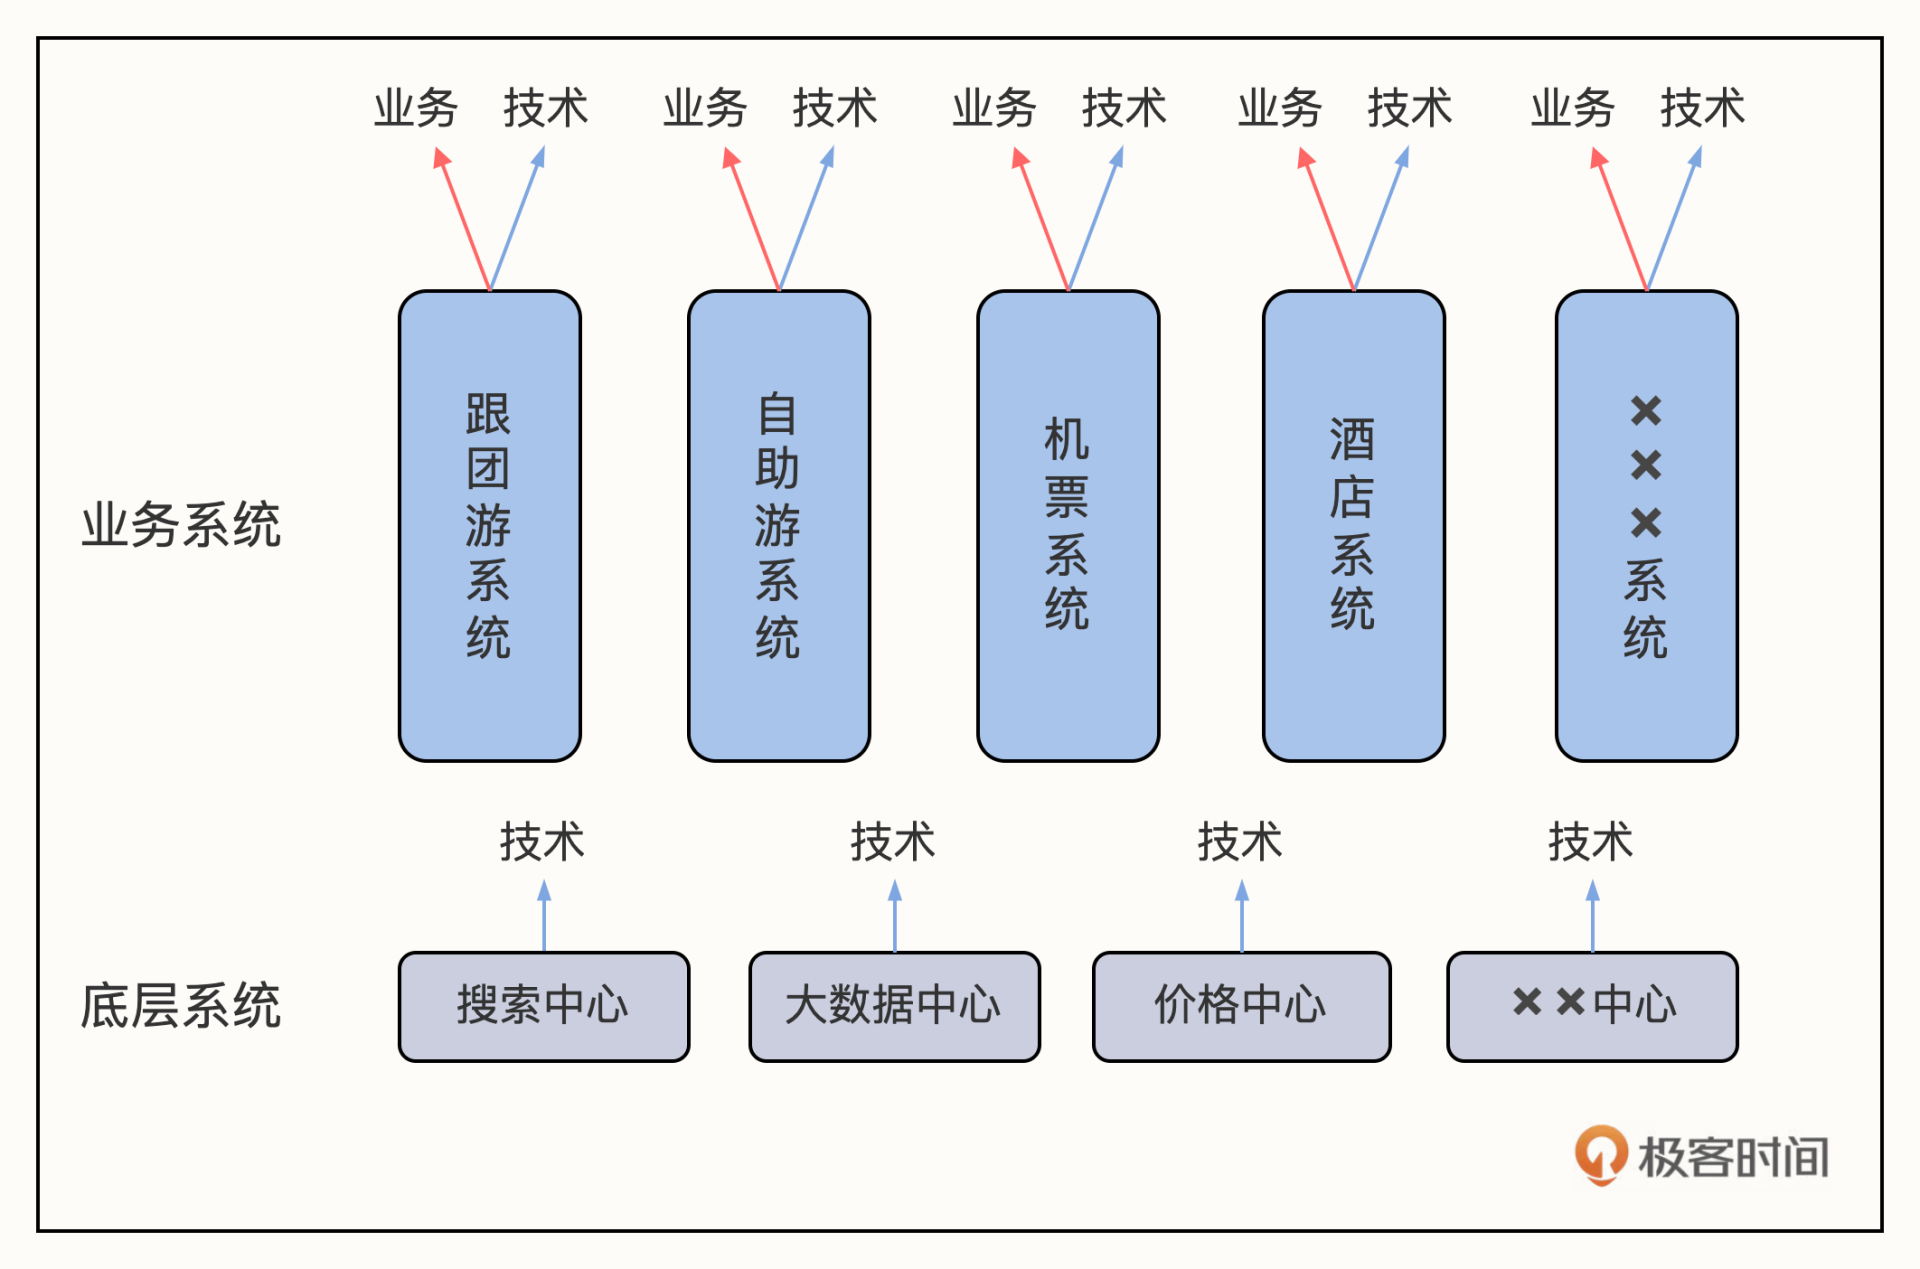 业务 技术 业务 技术 业务 技术 业务 技术 业务 技术
业务系统
跟团游系统
自助游系统
机票系统
酒店系统
×××系统
技术 技术 技术 技术
底层系统
搜索中心
大数据中心
价格中心
××中心
极客时间